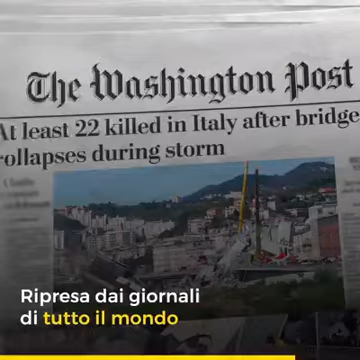 The Washington Post
At least 22 killed in Italy after bridge
collapses during storm
Ripresa dai giornali
di tutto il mondo